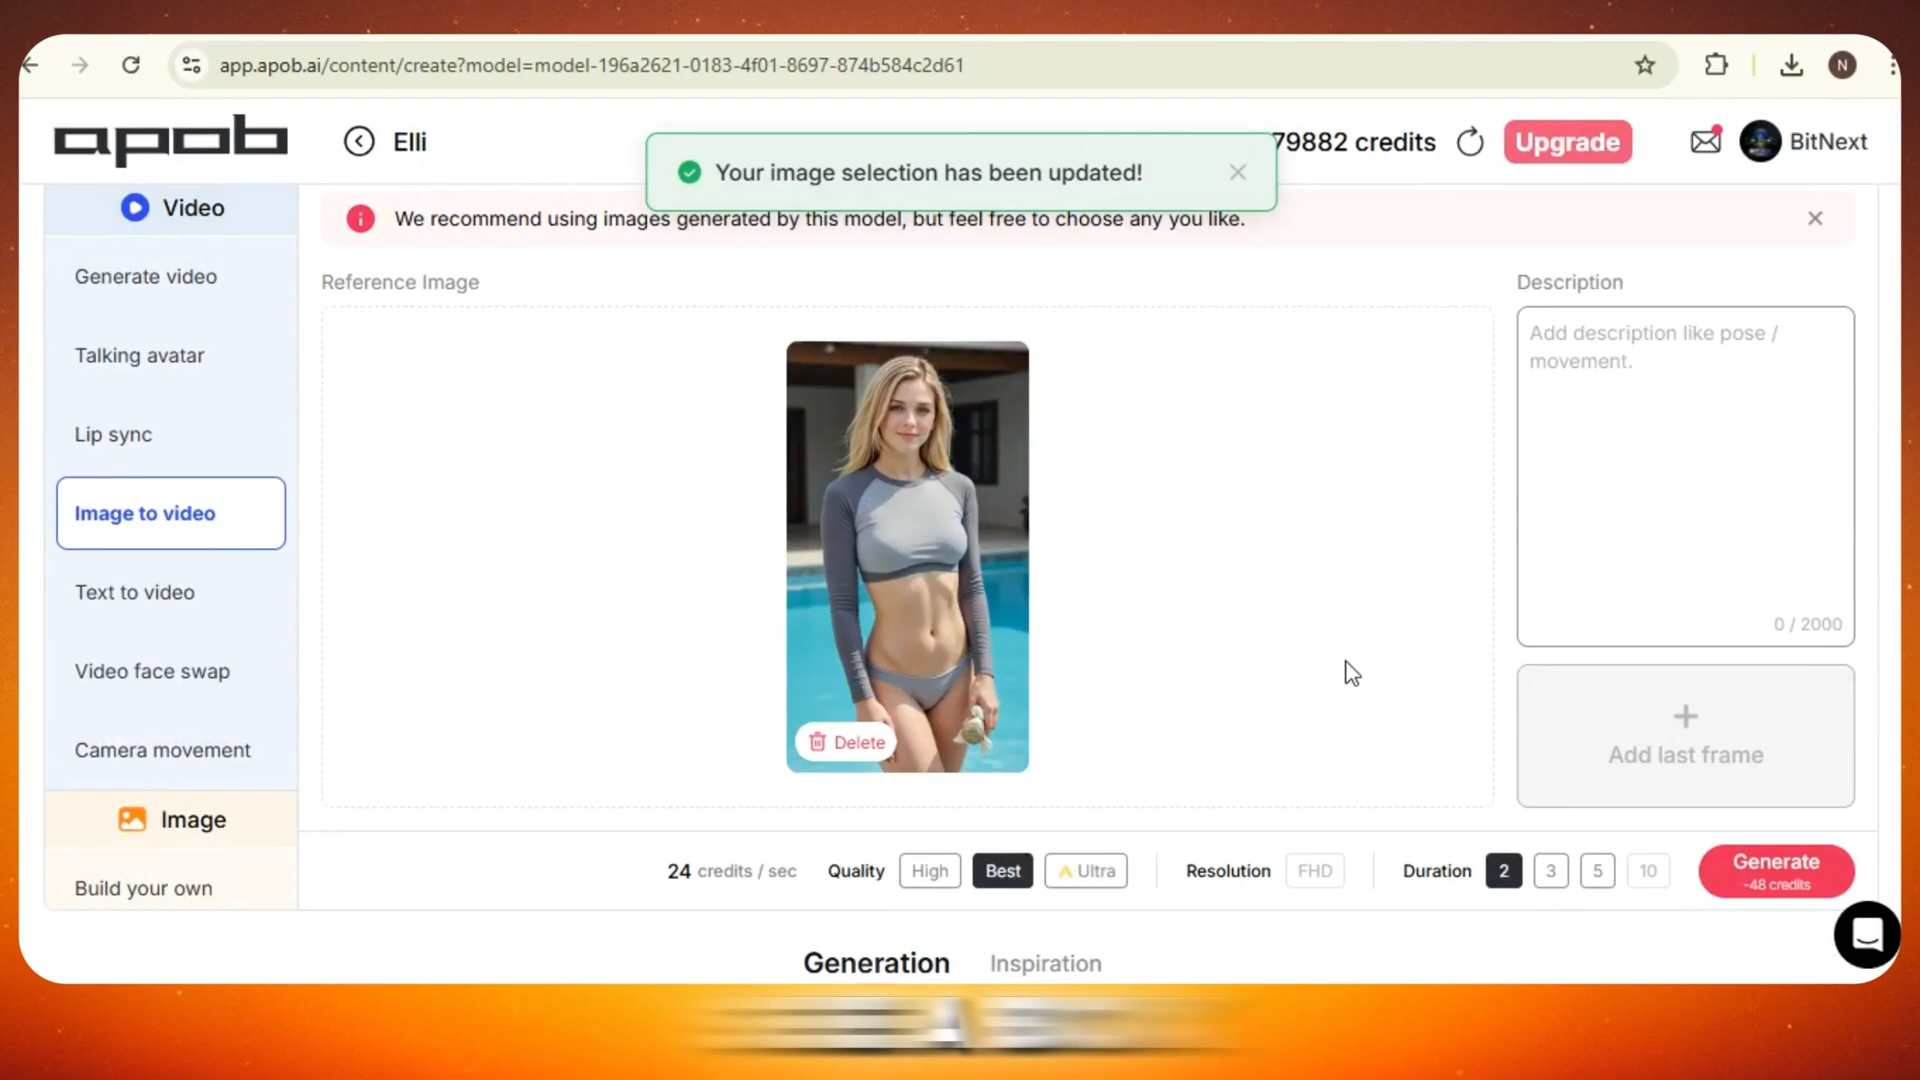 app.apob.ai/content/create?model=model-196a2621-0183-4f01-8697-874b584c2d61
N
apob
Elli
Your image selection has been updated!
79882 credits
Upgrade
BitNext
Video
We recommend using images generated by this model, but feel free to choose any you like.
Generate video
Talking avatar
Lip sync
Image to video
Text to video
Video face swap
Camera movement
Image
Build your own
Reference Image
Delete
Description
Add description like pose /
movement.
0 / 2000
Add last frame
24 credits / sec
Quality
High
Best
Ultra
Resolution
FHD
Duration
2
3
5
10
Generate
-48 credits
Generation
Inspiration